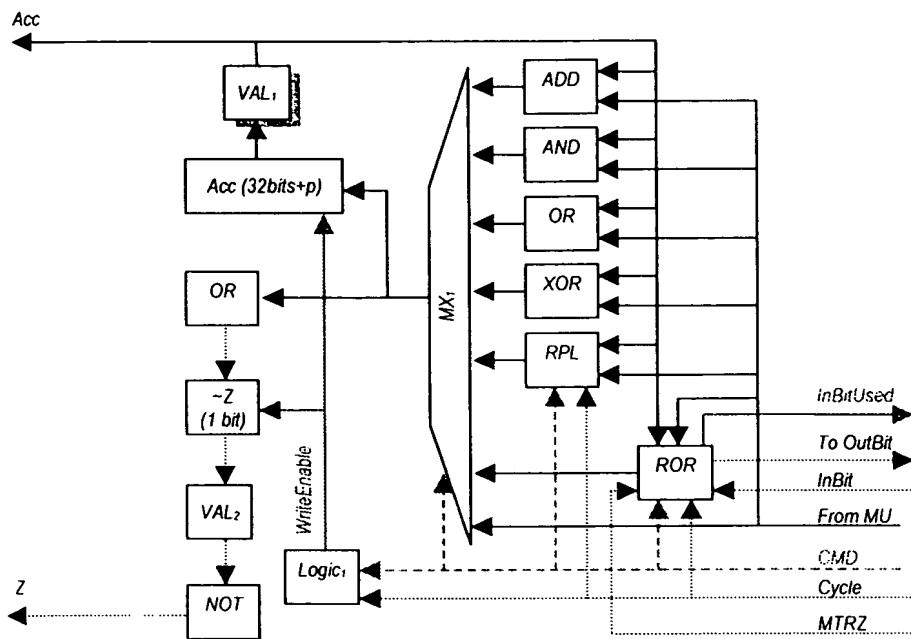 Acc
VAL₁
Acc (32bits+p)
OR
~Z
(1 bit)
VAL₂
NOT
Z
WriteEnable
Logic₁
MX₁
ADD
AND
OR
XOR
RPL
ROR
InBitUsed
To OutBit
InBit
From MU
CMD
Cycle
MTRZ